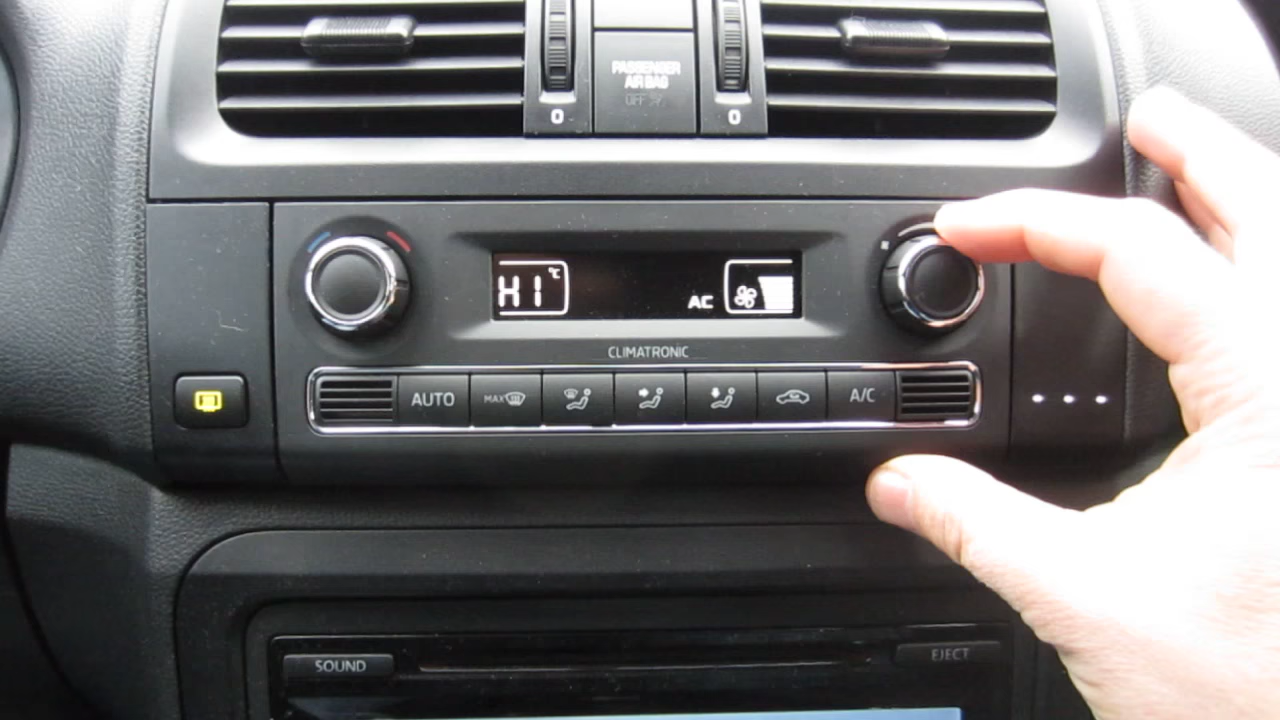 PASSENGER
AIR BAG
OFF
0
0
HI °C
AC
CLIMATRONIC
AUTO
MAX
A/C
SOUND
EJECT